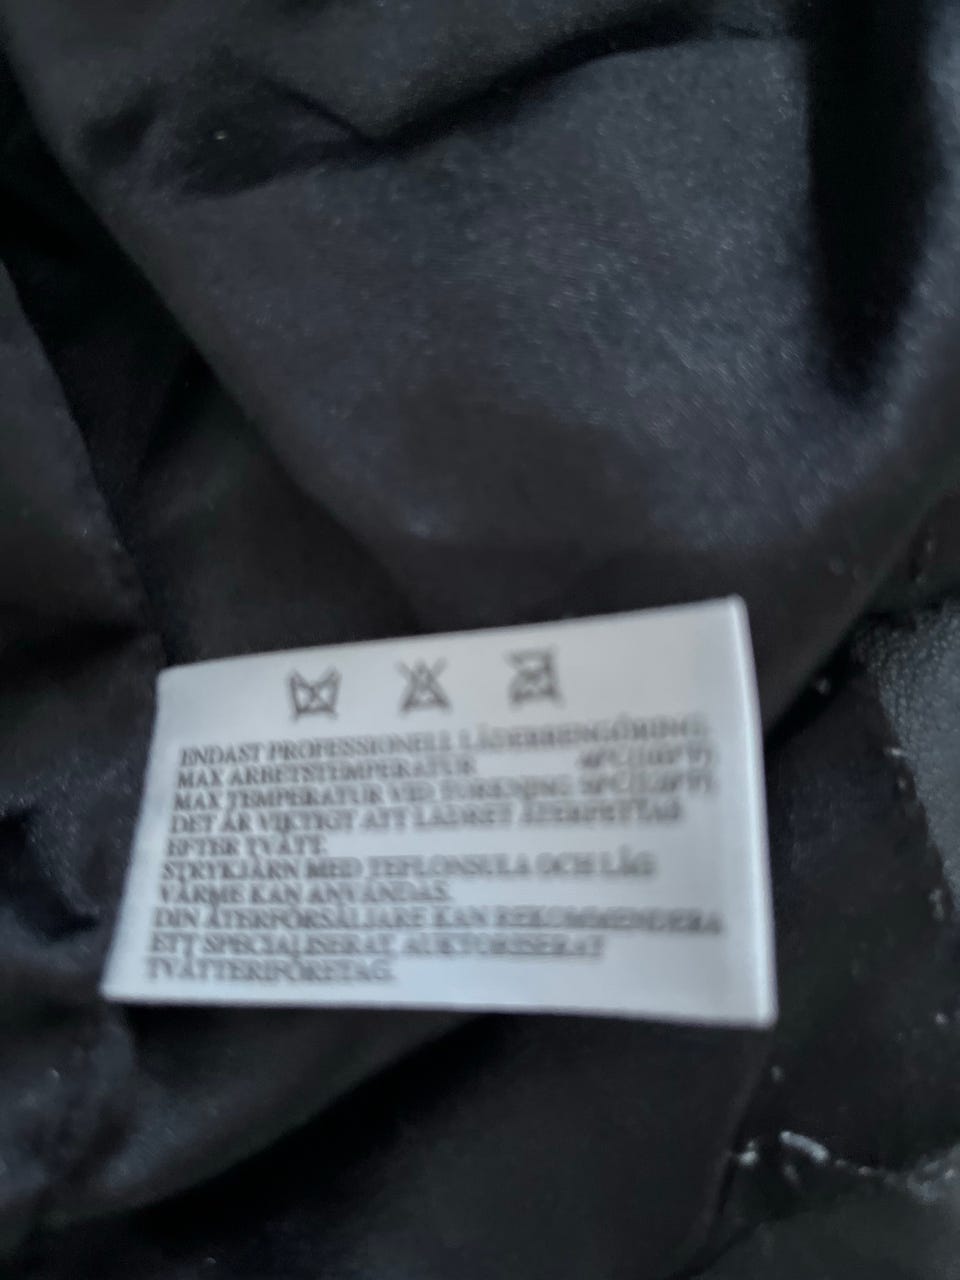 ENDAST PROFESSIONELL LÄDERRENGÖRING.
MAX ARBETSTEMPERATUR
MAX TEMPERATUR VID TORKNING
DET ÄR VIKTIGT ATT LÄDRET ÅTERFETTAS
EFTER TVÄTT.
STRYKJÄRN MED TEFLONSULA OCH LÅG
VÄRME KAN ANVÄNDAS.
DIN ÅTERFÖRSÄLJARE KAN REKOMMENDERA
ETT SPECIALISERAT, AUKTORISERAT
TVÄTTERIFÖRETAG.